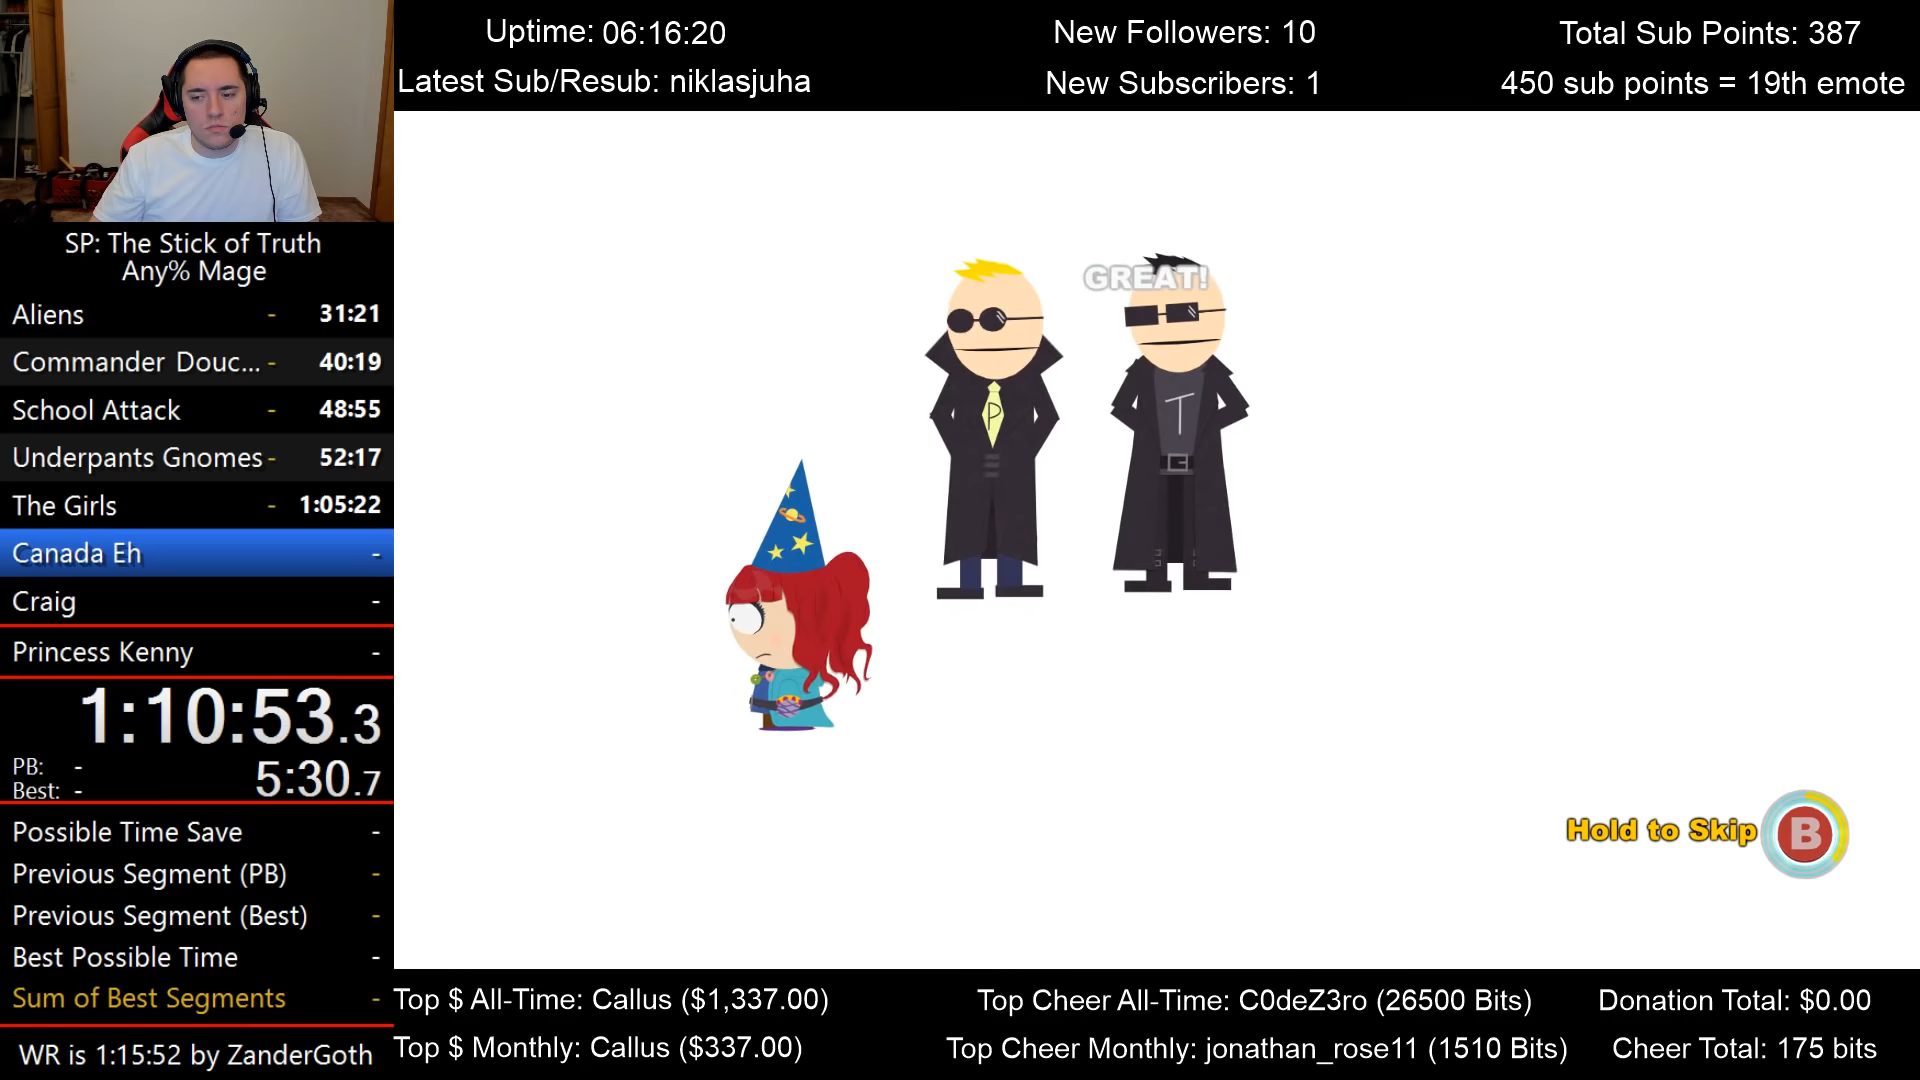 Uptime: 06:16:20
New Followers: 10
Total Sub Points: 387
Latest Sub/Resub: niklasjuha
New Subscribers: 1
450 sub points = 19th emote
SP: The Stick of Truth
Any% Mage
Aliens - 31:21
Commander Douc... - 40:19
School Attack - 48:55
Underpants Gnomes - 52:17
The Girls - 1:05:22
Canada Eh -
Craig -
Princess Kenny -
1:10:53.3
PB: -
5:30.7
Best: -
Possible Time Save -
Previous Segment (PB) -
Previous Segment (Best) -
Best Possible Time -
Sum of Best Segments -
WR is 1:15:52 by ZanderGoth
GREAT!
P
T
Hold to Skip B
Top $ All-Time: Callus ($1,337.00)
Top Cheer All-Time: C0deZ3ro (26500 Bits)
Donation Total: $0.00
Top $ Monthly: Callus ($337.00)
Top Cheer Monthly: jonathan_rose11 (1510 Bits)
Cheer Total: 175 bits